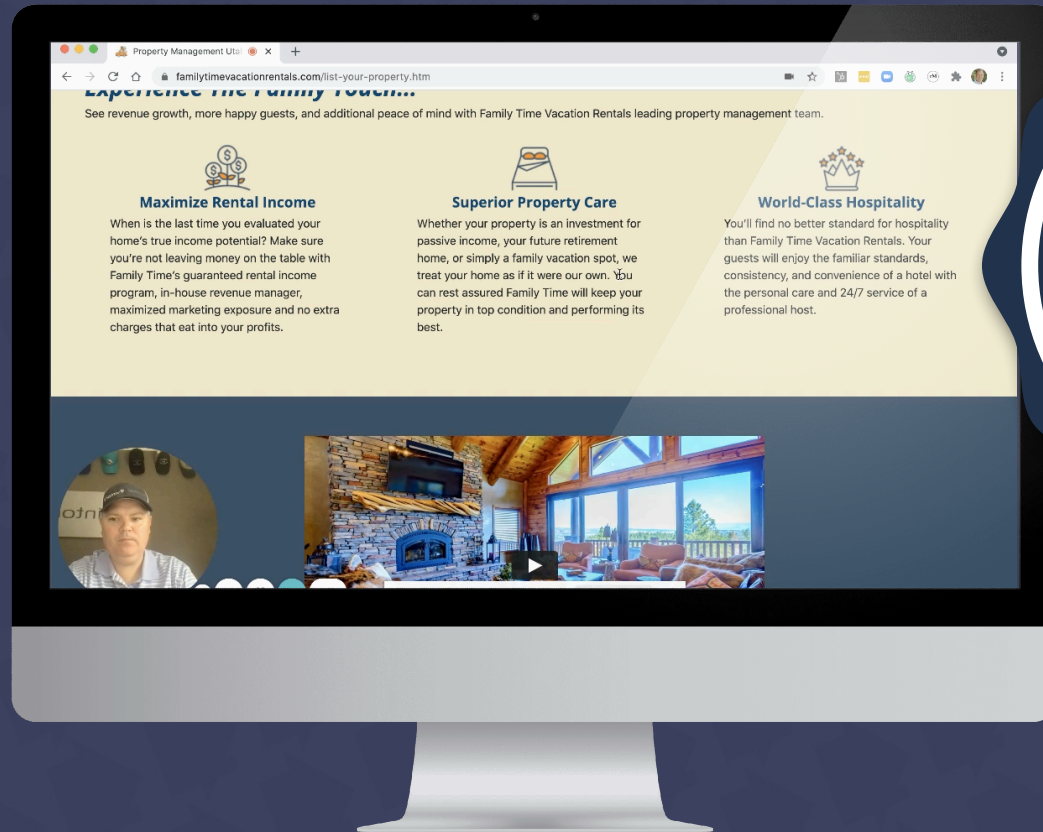 Property Management Uta
familytimevacationrentals.com/list-your-property.htm
Experience The Family Touch...
See revenue growth, more happy guests, and additional peace of mind with Family Time Vacation Rentals leading property management team.
Maximize Rental Income
When is the last time you evaluated your
home's true income potential? Make sure
you're not leaving money on the table with
Family Time's guaranteed rental income
program, in-house revenue manager,
maximized marketing exposure and no extra
charges that eat into your profits.
Superior Property Care
Whether your property is an investment for
passive income, your future retirement
home, or simply a family vacation spot, we
treat your home as if it were our own. You
can rest assured Family Time will keep your
property in top condition and performing its
best.
World-Class Hospitality
You'll find no better standard for hospitality
than Family Time Vacation Rentals. Your
guests will enjoy the familiar standards,
consistency, and convenience of a hotel with
the personal care and 24/7 service of a
professional host.